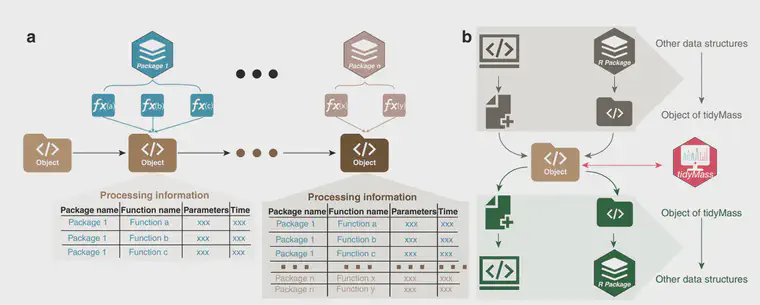 a
Package 1
Package n
fx(a)
fx(b)
fx(c)
fx(x)
fx(y)
</> Object
</> Object
</> Object
Processing information
Package name Function name Parameters Time
Package 1 Function a xxx xxx
Package 1 Function b xxx xxx
Package 1 Function c xxx xxx
Processing information
Package name Function name Parameters Time
Package 1 Function a xxx xxx
Package 1 Function b xxx xxx
Package 1 Function c xxx xxx
Package n Function x xxx xxx
Package n Function y xxx xxx
b
</>
R Package
Other data structures
</>
Object of tidyMass
</> Object
tidyMass
</>
Object of tidyMass
</>
R Package
Other data structures